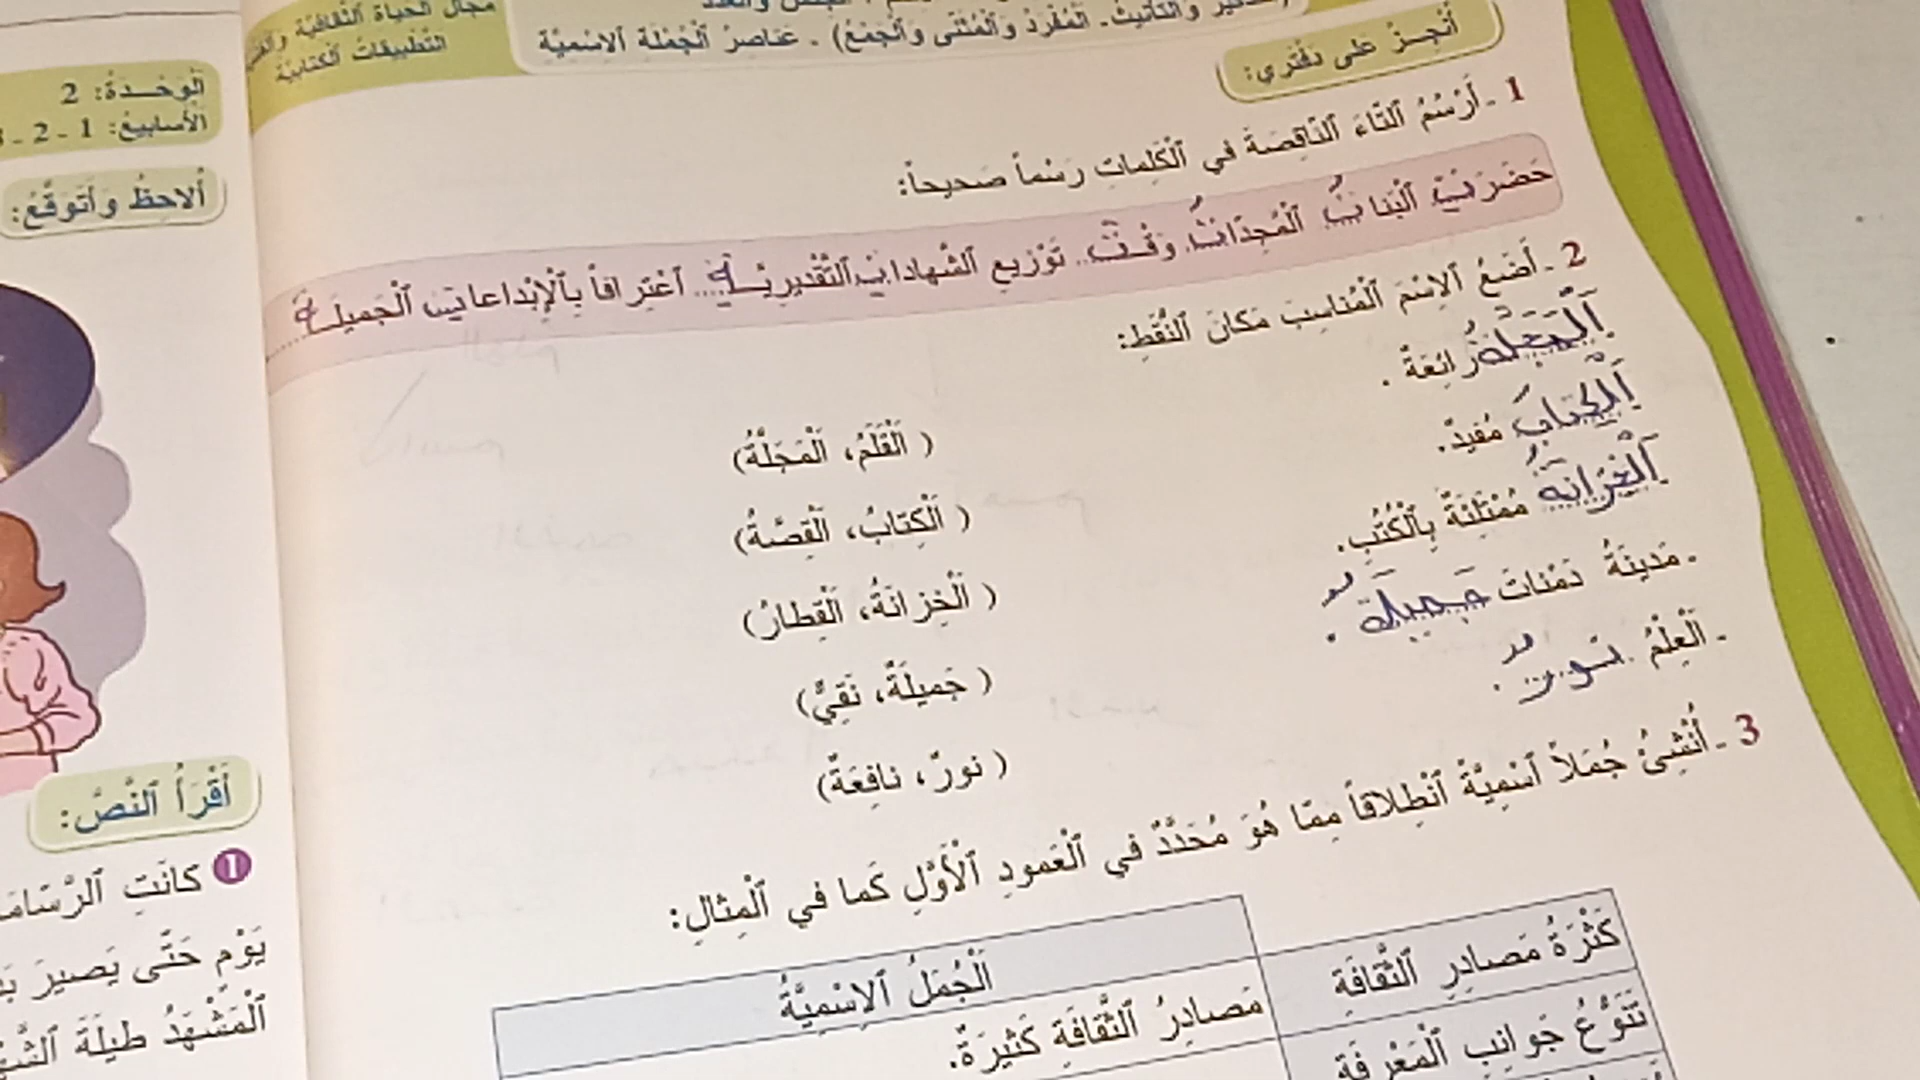 مجال الحياة الثقافية والفنية
التطبيقات الكتابية
التذكير والتأنيث. المفرد والمثنى والجمع) . عناصر الجملة الاسمية
أنجز على دفتري:
1 - أرسم التاء الناقصة في الكلمات رسما صحيحا:
حضرت البنات المجدات وقت توزيع الشهادات التقديرية اعترافا بالإبداعات الجميلة
2 - أضع الاسم المناسب مكان النقط:
المجلة رائعة . ( القلم، المجلة)
الكتاب مفيد. ( الكتاب، القصة)
الخزانة ممتلئة بالكتب. ( الخزانة، القطار)
- مدينة دمنات جميلة . ( جميلة، نقي)
- العلم نور . ( نور، نافعة)
3 - أنشئ جملا اسمية انطلاقا مما هو محدد في العمود الأول كما في المثال:
الجمل الاسمية
كثرة مصادر الثقافة
مصادر الثقافة كثيرة.
تنوع جوانب المعرفة
الوحدة: 2
الأسابيع: 1 - 2 -
ألاحظ وأتوقع:
أقرأ النص:
1 كانت
يوم حتى يصير
المشهد طيلة